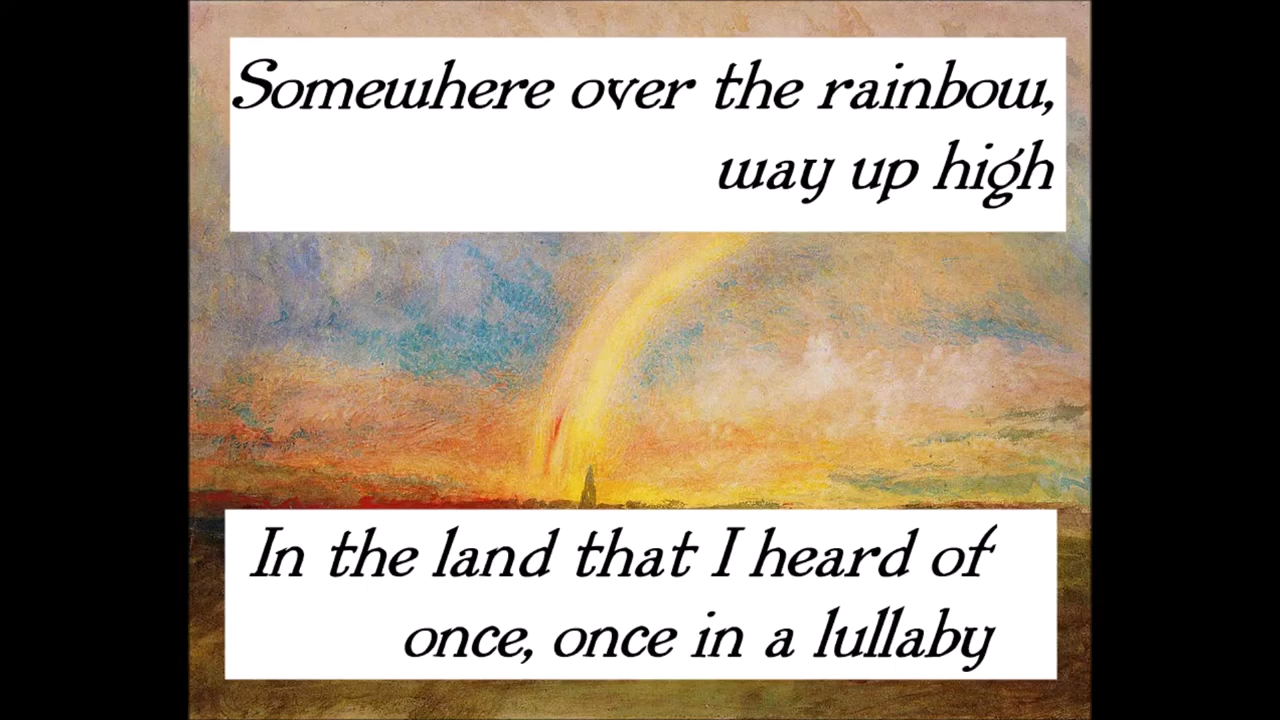 Somewhere over the rainbow,
way up high
In the land that I heard of
once, once in a lullaby